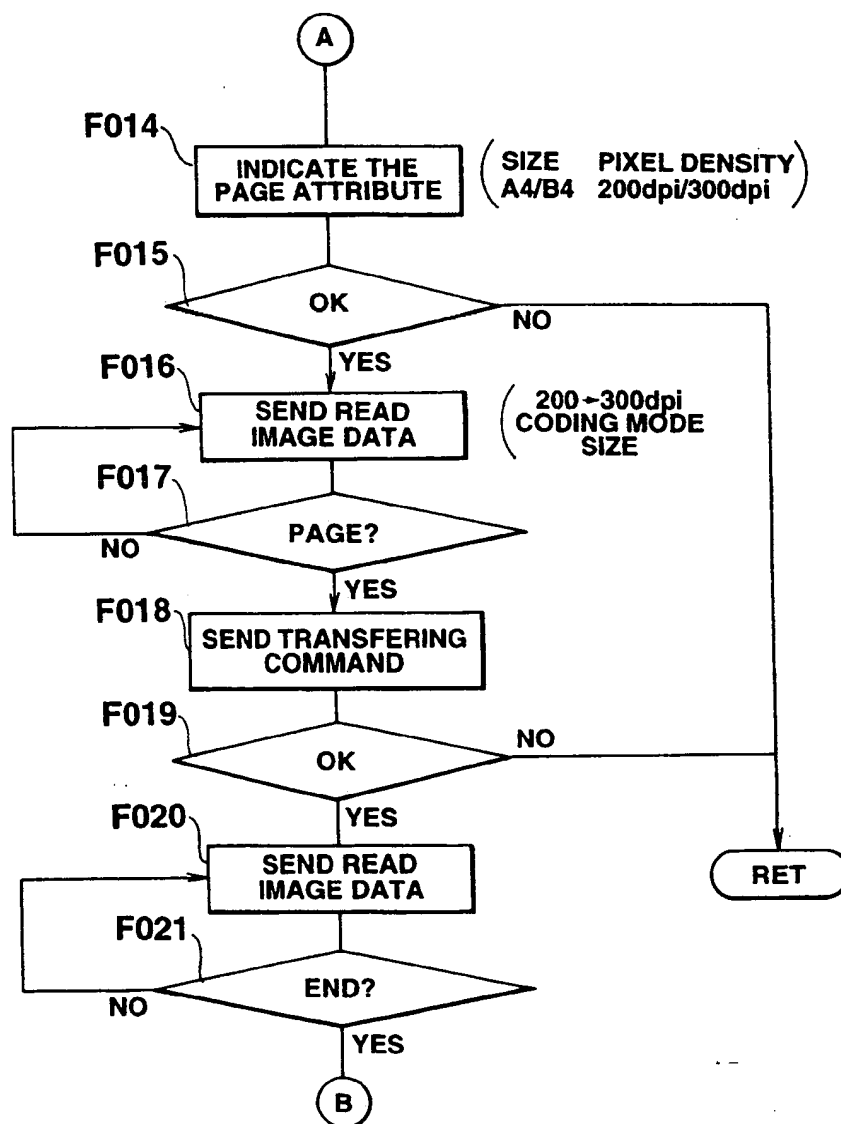 A
F014
INDICATE THE
PAGE ATTRIBUTE
SIZE PIXEL DENSITY
A4/B4 200dpi/300dpi
F015
OK
NO
YES
F016
SEND READ
IMAGE DATA
200→300dpi
CODING MODE
SIZE
F017
PAGE?
NO
YES
F018
SEND TRANSFERING
COMMAND
F019
OK
NO
YES
F020
SEND READ
IMAGE DATA
RET
F021
END?
NO
YES
B